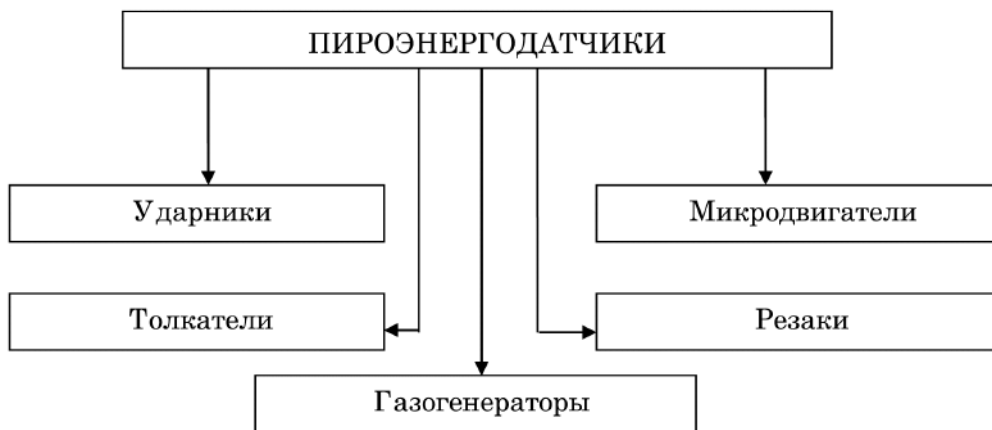 ПИРОЭНЕРГОДАТЧИКИ
Ударники
Микродвигатели
Толкатели
Резаки
Газогенераторы